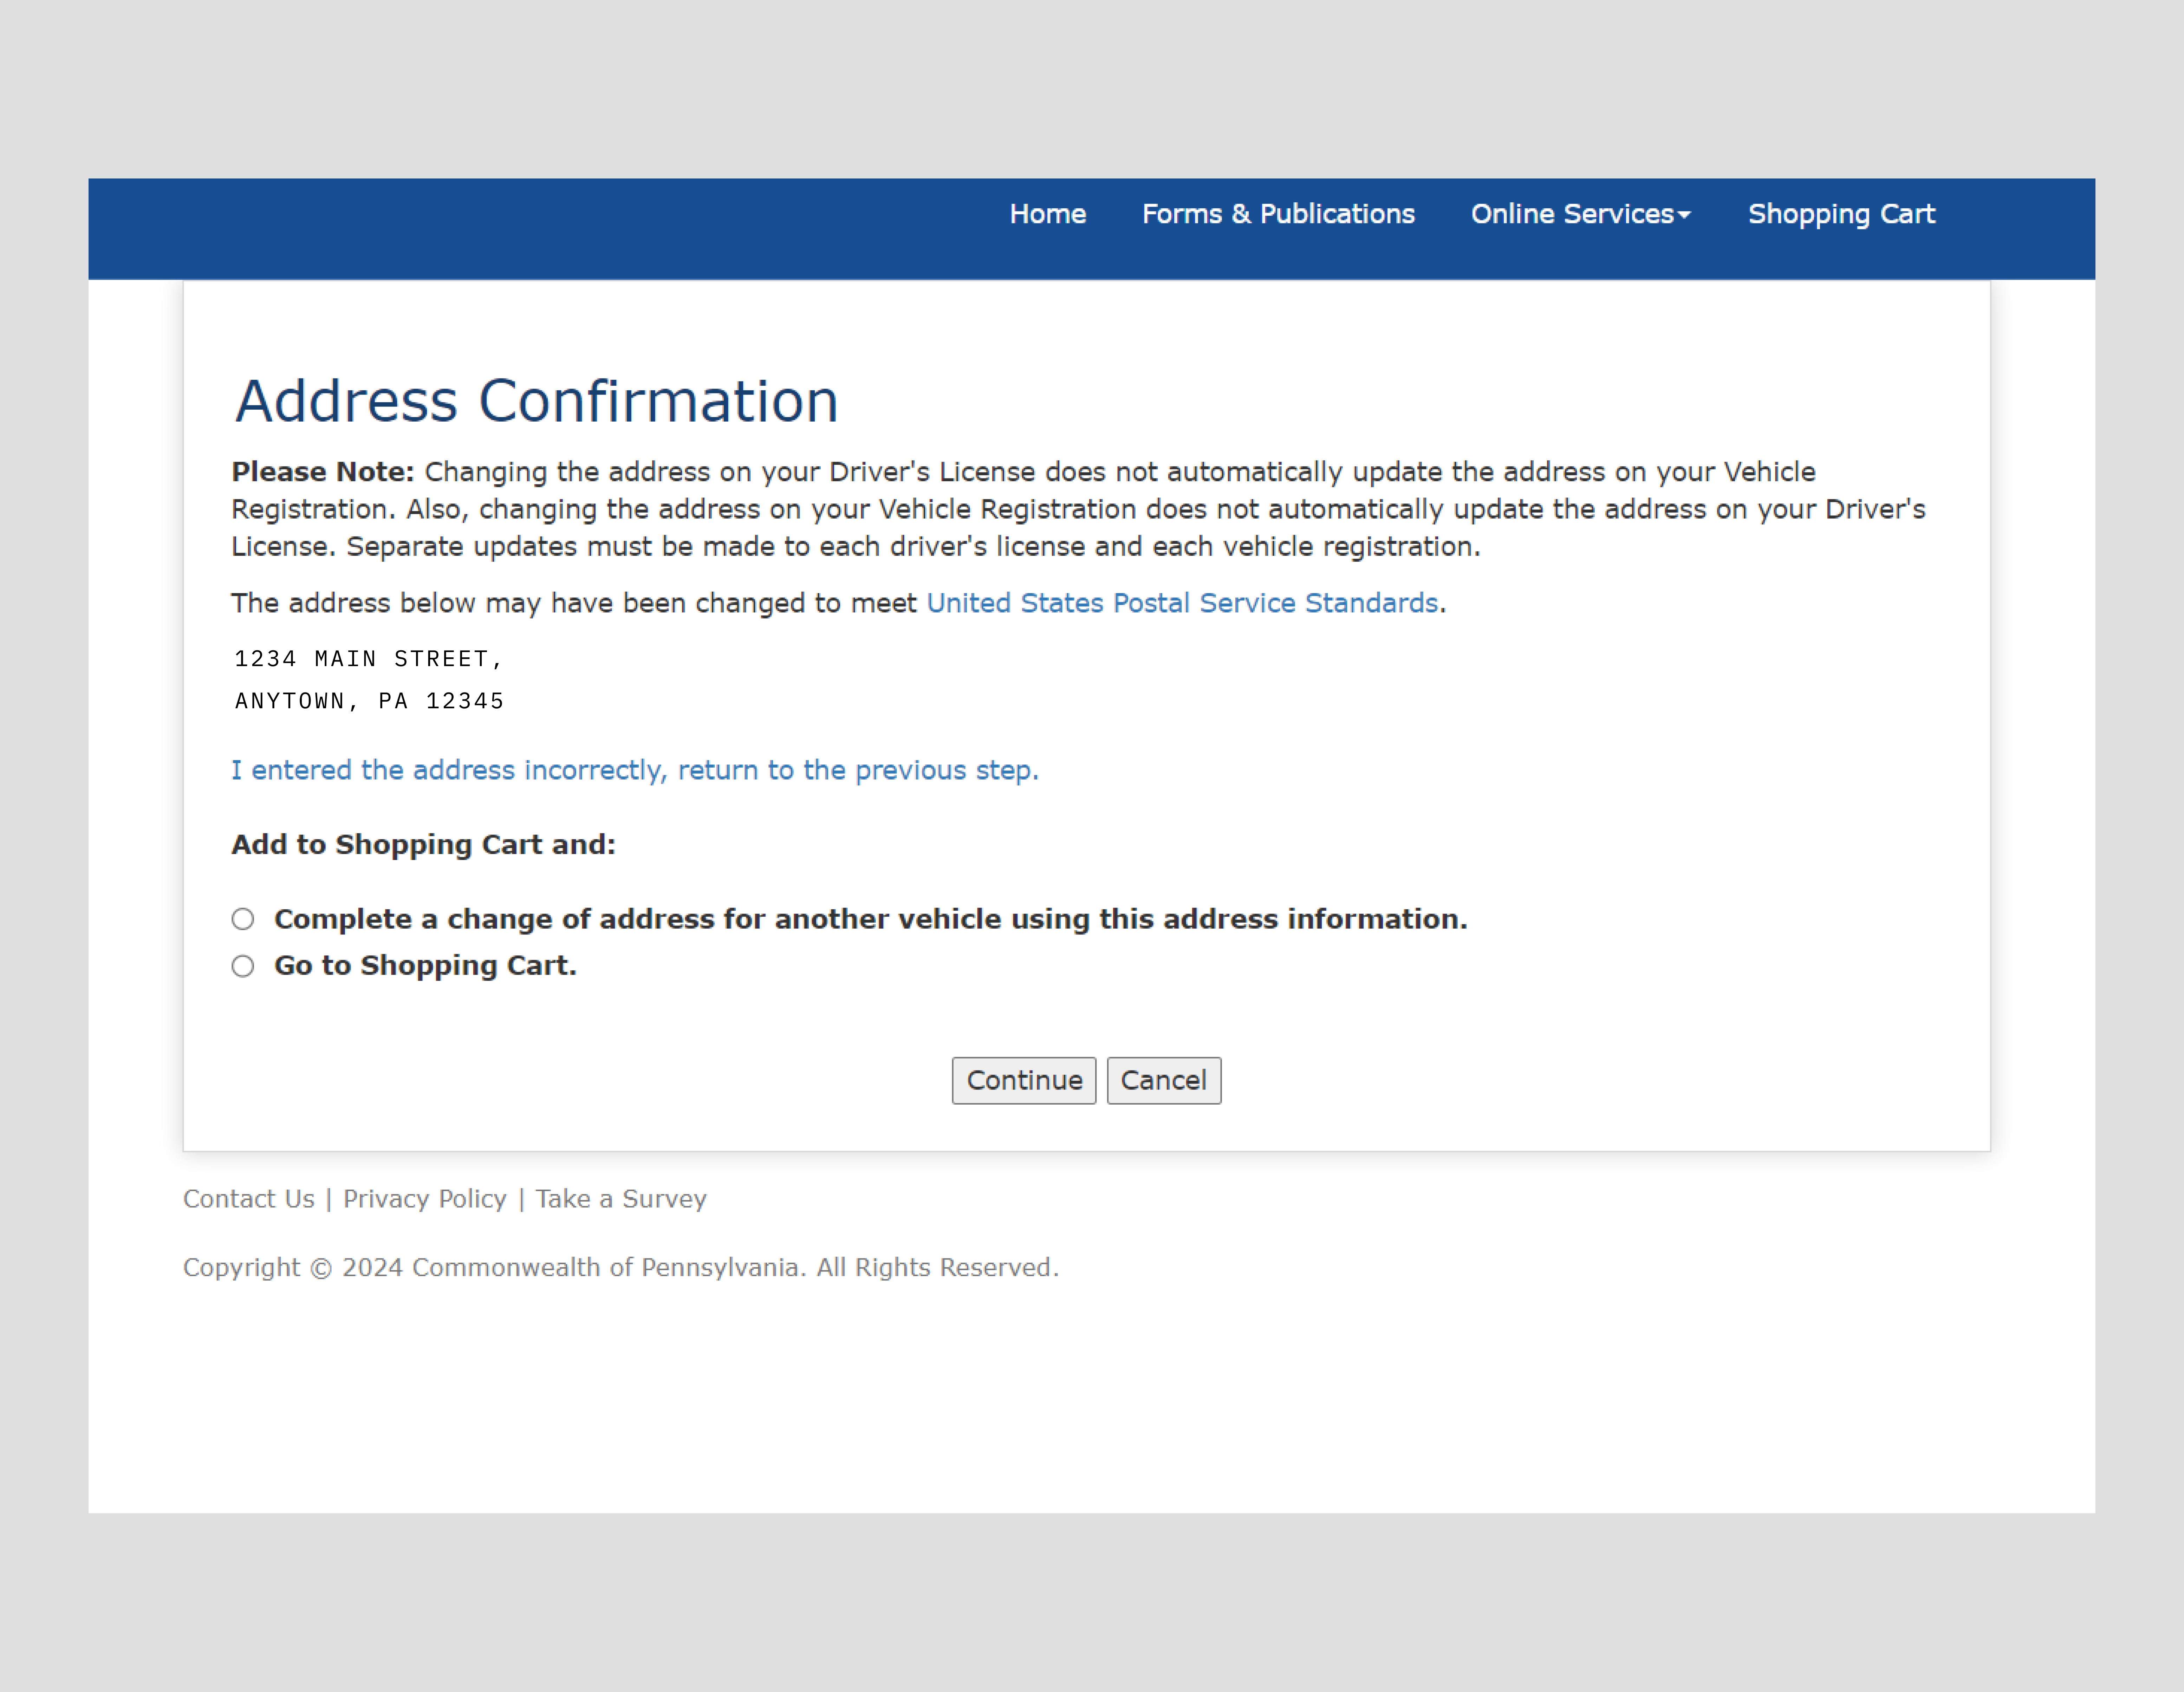 Home Forms & Publications Online Services Shopping Cart
Address Confirmation
Please Note: Changing the address on your Driver's License does not automatically update the address on your Vehicle
Registration. Also, changing the address on your Vehicle Registration does not automatically update the address on your Driver's
License. Separate updates must be made to each driver's license and each vehicle registration.
The address below may have been changed to meet United States Postal Service Standards.
1234 MAIN STREET,
ANYTOWN, PA 12345
I entered the address incorrectly, return to the previous step.
Add to Shopping Cart and:
Complete a change of address for another vehicle using this address information.
Go to Shopping Cart.
Continue Cancel
Contact Us | Privacy Policy | Take a Survey
Copyright © 2024 Commonwealth of Pennsylvania. All Rights Reserved.